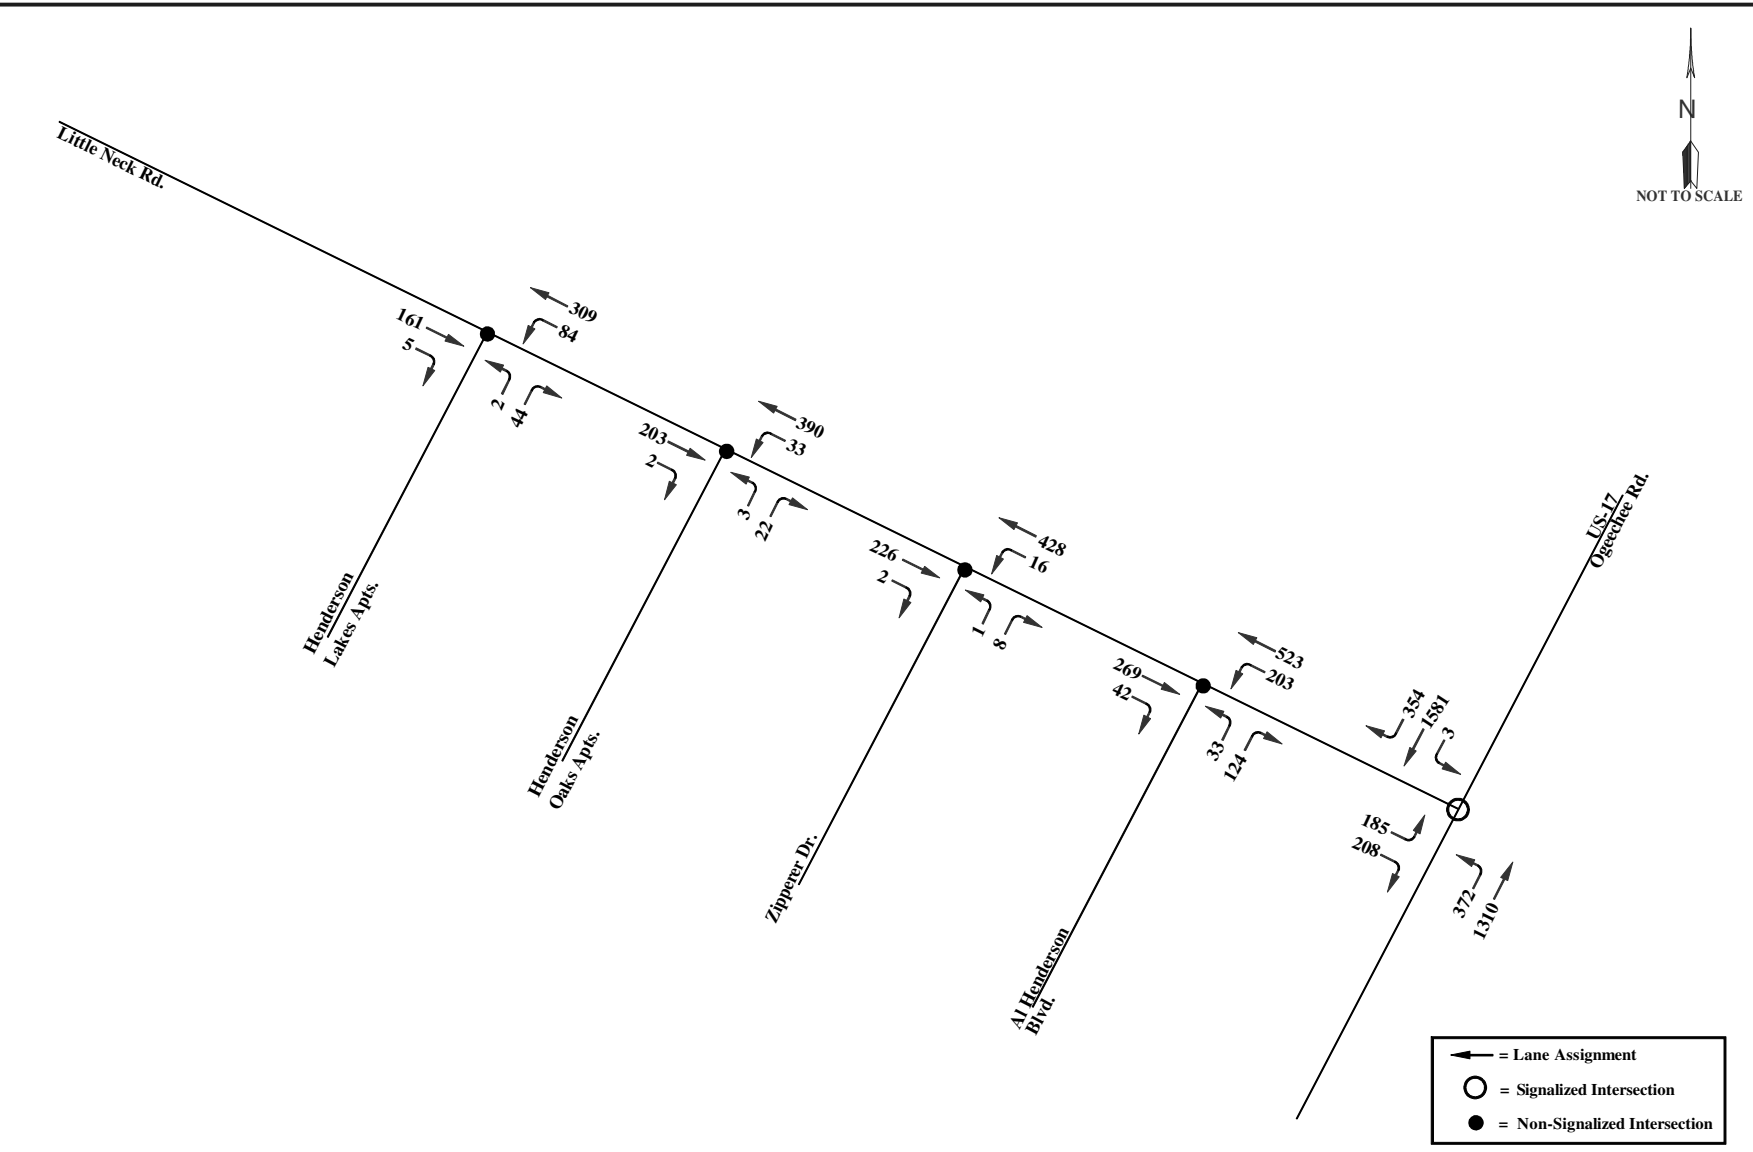 N
NOT TO SCALE
Little Neck Rd.
309
84
161
5
2
44
390
33
203
2
3
22
428
16
226
2
1
8
523
203
269
42
33
124
354
1581
3
185
208
372
1310
US-17
Ogeechee Rd.
Henderson
Lakes Apts.
Henderson
Oaks Apts.
Zipperer Dr.
Al Henderson
Blvd.
= Lane Assignment
= Signalized Intersection
= Non-Signalized Intersection